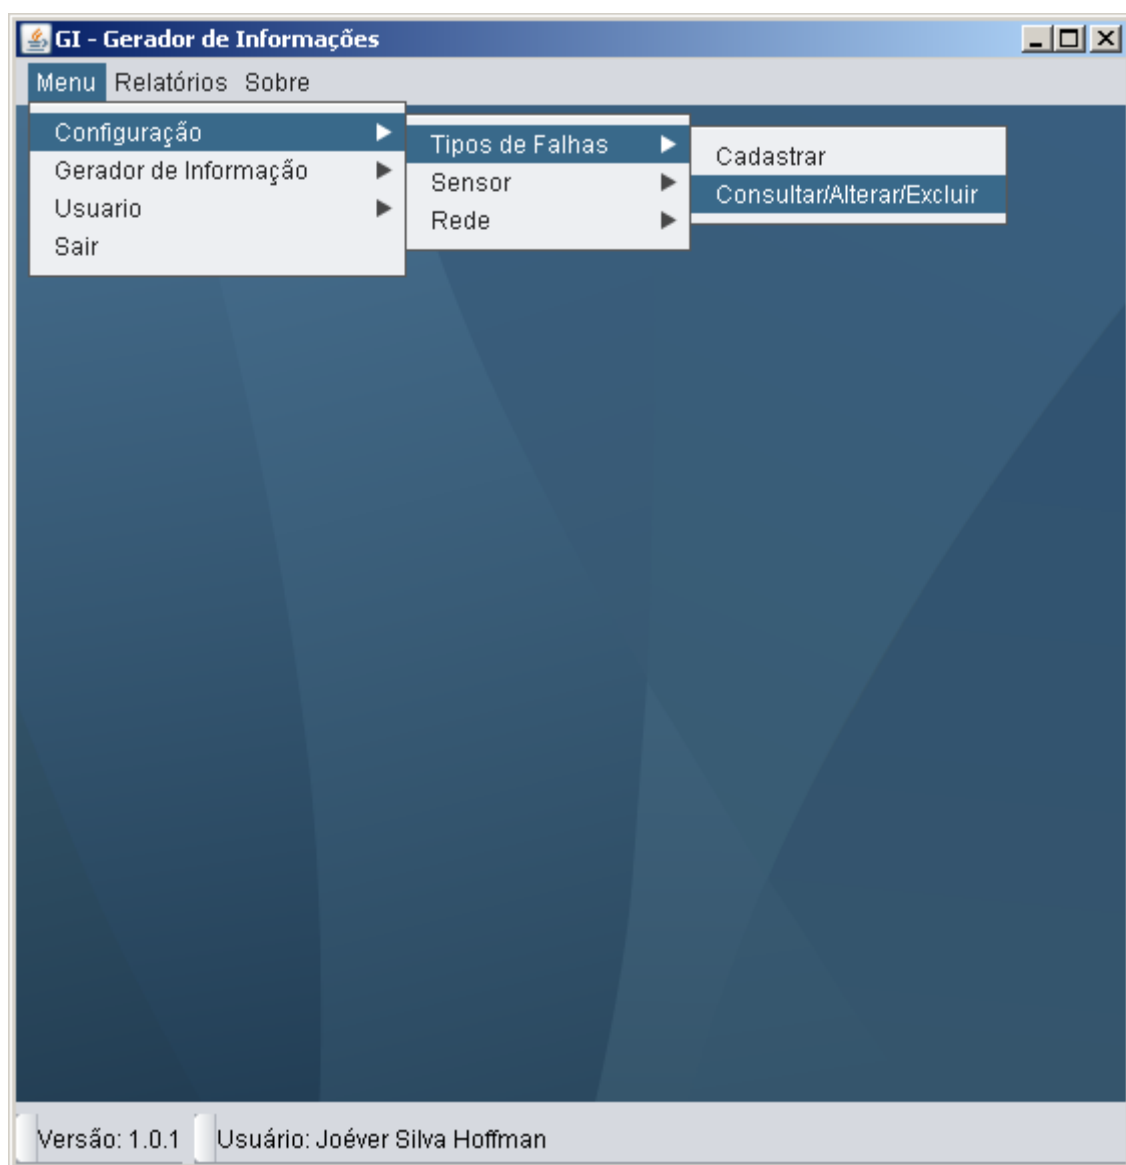 GI - Gerador de Informações
Menu Relatórios Sobre
Configuração
Gerador de Informação
Usuario
Sair
Tipos de Falhas
Sensor
Rede
Cadastrar
Consultar/Alterar/Excluir
Versão: 1.0.1 Usuário: Joéver Silva Hoffman